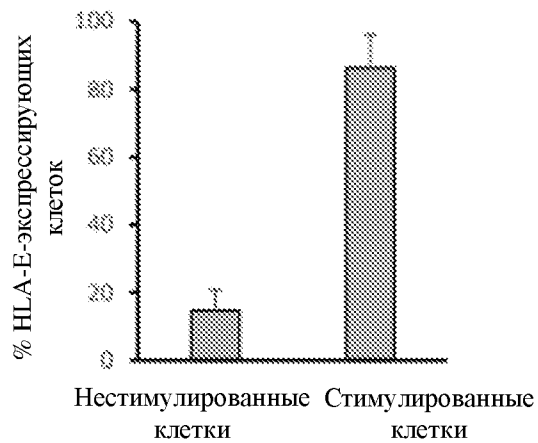 % HLA-E-экспрессирующих
клеток
100
80
60
40
20
0
Нестимулированные
клетки
Стимулированные
клетки